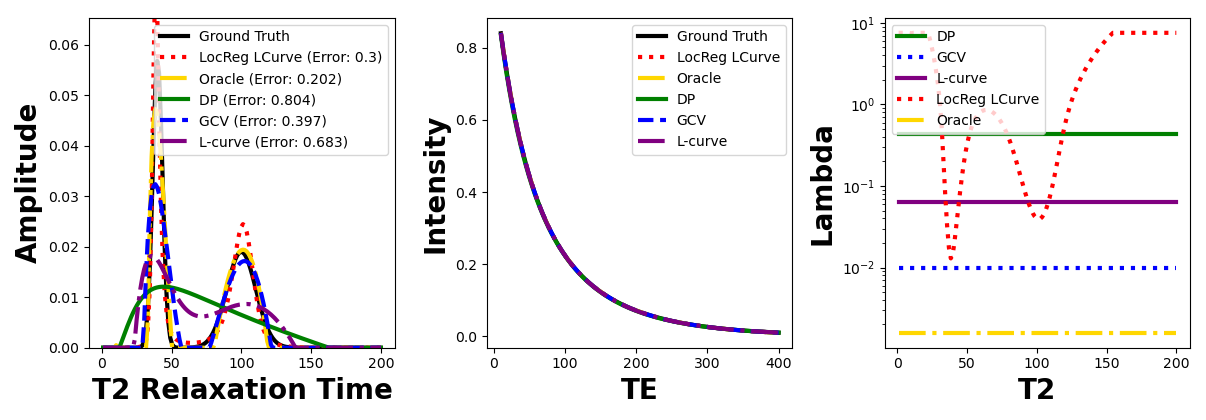 Amplitude
0.06
0.05
0.04
0.03
0.02
0.01
0.00
0 50 100 150 200
T2 Relaxation Time
Ground Truth
LocReg LCurve (Error: 0.3)
Oracle (Error: 0.202)
DP (Error: 0.804)
GCV (Error: 0.397)
L-curve (Error: 0.683)
Intensity
0.8
0.6
0.4
0.2
0.0
0 100 200 300 400
TE
Ground Truth
LocReg LCurve
Oracle
DP
GCV
L-curve
Lambda
10¹
10⁰
10⁻¹
10⁻²
0 50 100 150 200
T2
DP
GCV
L-curve
LocReg LCurve
Oracle